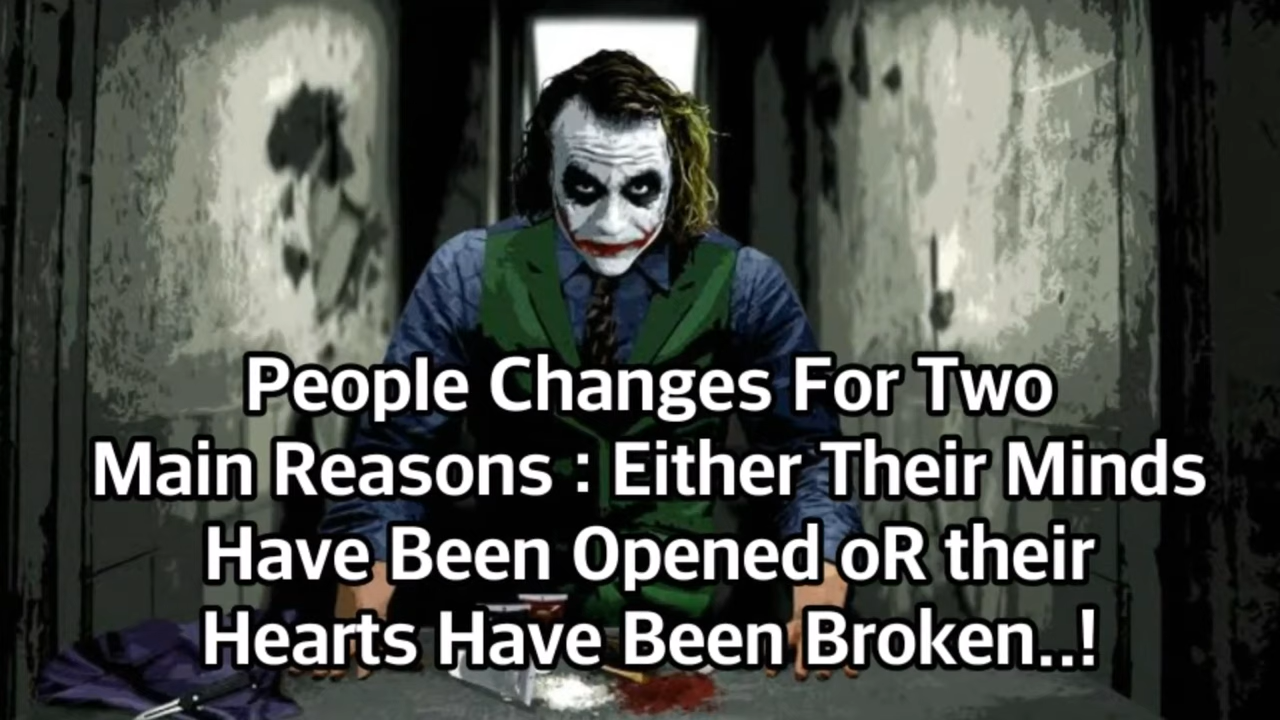 People Changes For Two
Main Reasons : Either Their Minds
Have Been Opened oR their
Hearts Have Been Broken..!